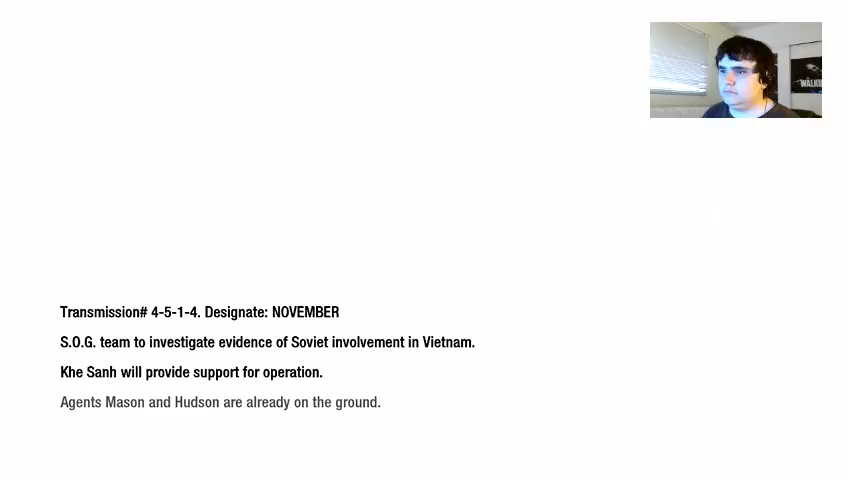 WALKI
Transmission# 4-5-1-4. Designate: NOVEMBER
S.O.G. team to investigate evidence of Soviet involvement in Vietnam.
Khe Sanh will provide support for operation.
Agents Mason and Hudson are already on the ground.